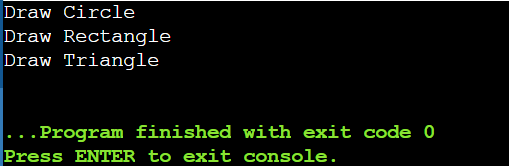 Draw Circle
Draw Rectangle
Draw Triangle
...Program finished with exit code 0
Press ENTER to exit console.